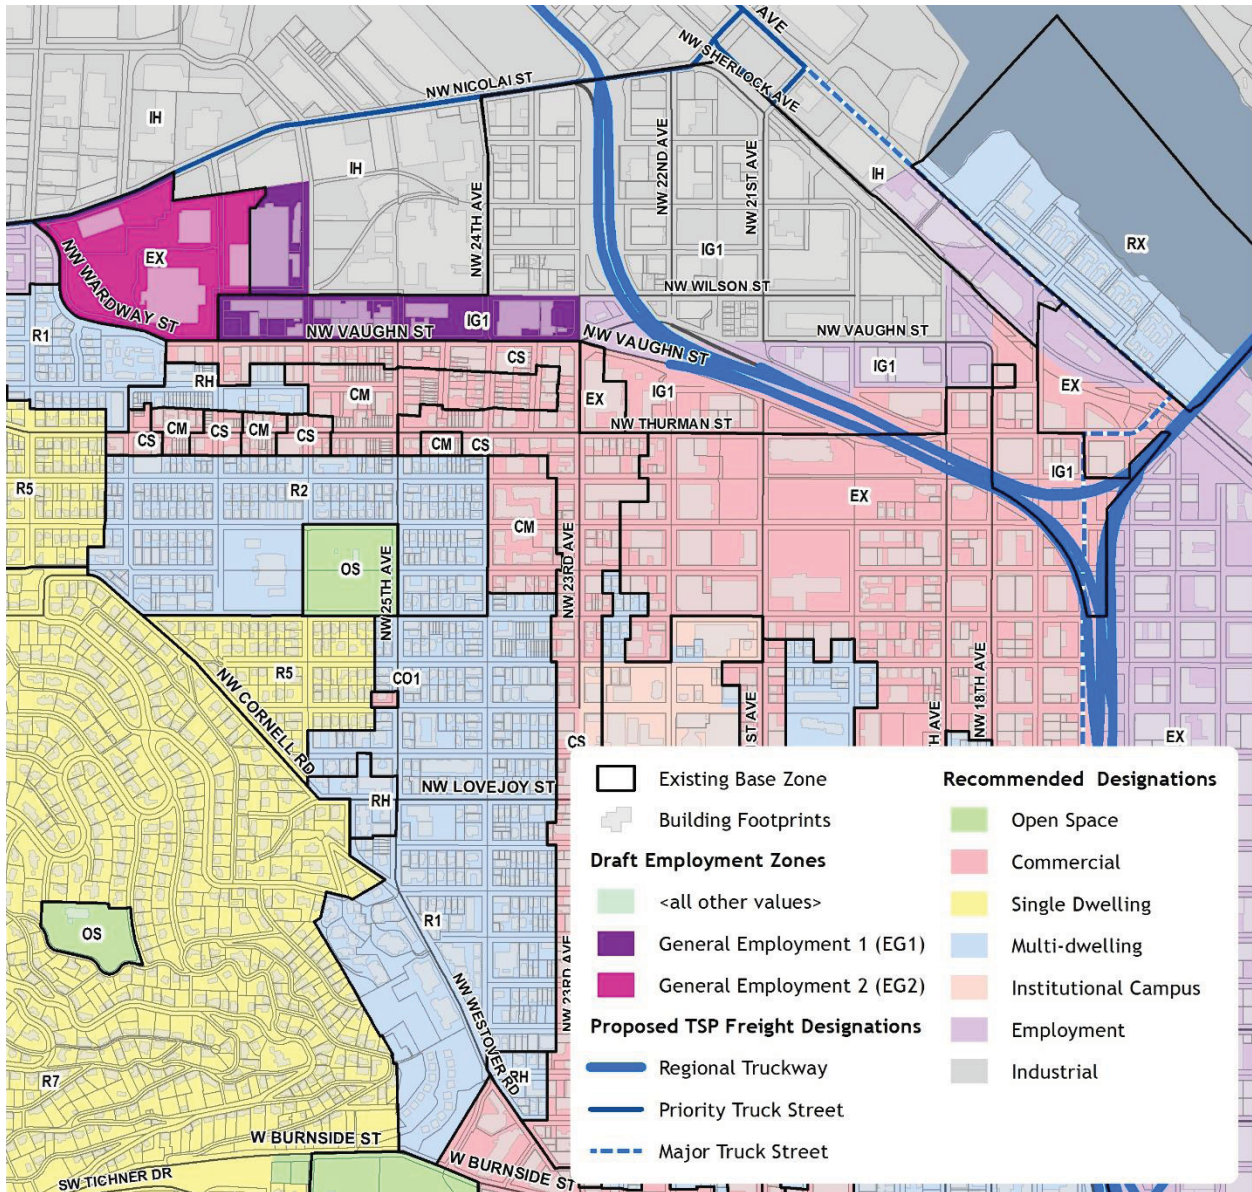 AVE
NW SHERLOCK AVE
NW NICOLAI ST
IH
IH
IH
NW 24TH AVE
NW 22ND AVE
NW 21ST AVE
IG1
RX
EX
NW WARDWAY ST
NW WILSON ST
IG1
NW VAUGHN ST
NW VAUGHN ST
NW VAUGHN ST
R1
CS
IG1
RH
CM
EX
IG1
EX
CM
CS
CM
CS
CS
NW THURMAN ST
CM
CS
IG1
R5
R2
EX
CM
OS
NW 25TH AVE
NW 23RD AVE
R5
CO1
NW CORNELL RD
NW 18TH AVE
ST AVE
TH AVE
CS
EX
RH
NW LOVEJOY ST
R1
OS
NW 23RD AVE
NW WESTOVER RD
R7
RH
W BURNSIDE ST
W BURNSIDE ST
SW TICHNER DR
Existing Base Zone
Building Footprints
Draft Employment Zones
<all other values>
General Employment 1 (EG1)
General Employment 2 (EG2)
Proposed TSP Freight Designations
Regional Truckway
Priority Truck Street
Major Truck Street
Recommended Designations
Open Space
Commercial
Single Dwelling
Multi-dwelling
Institutional Campus
Employment
Industrial